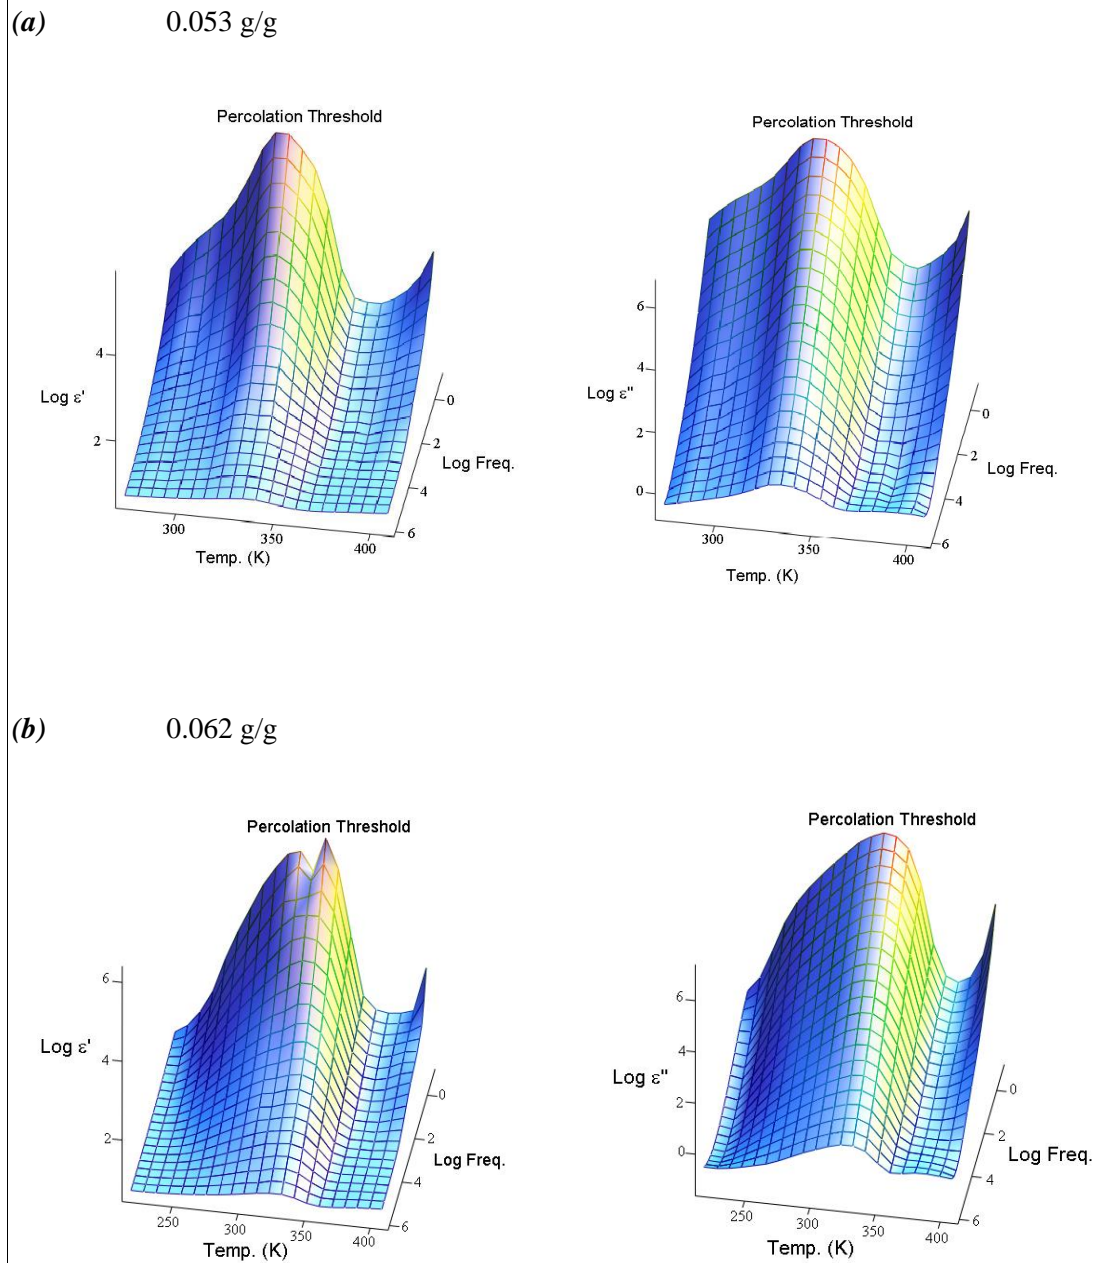 (a) 0.053 g/g
Percolation Threshold
4
2
Log ε'
300
350
400
Temp. (K)
0
2
4
6
Log Freq.
Percolation Threshold
6
4
2
0
Log ε"
300
350
400
Temp. (K)
0
2
4
6
Log Freq.
(b) 0.062 g/g
Percolation Threshold
6
4
2
Log ε'
250
300
350
400
Temp. (K)
0
2
4
6
Log Freq.
Percolation Threshold
6
4
2
0
Log ε"
250
300
350
400
Temp. (K)
0
2
4
6
Log Freq.